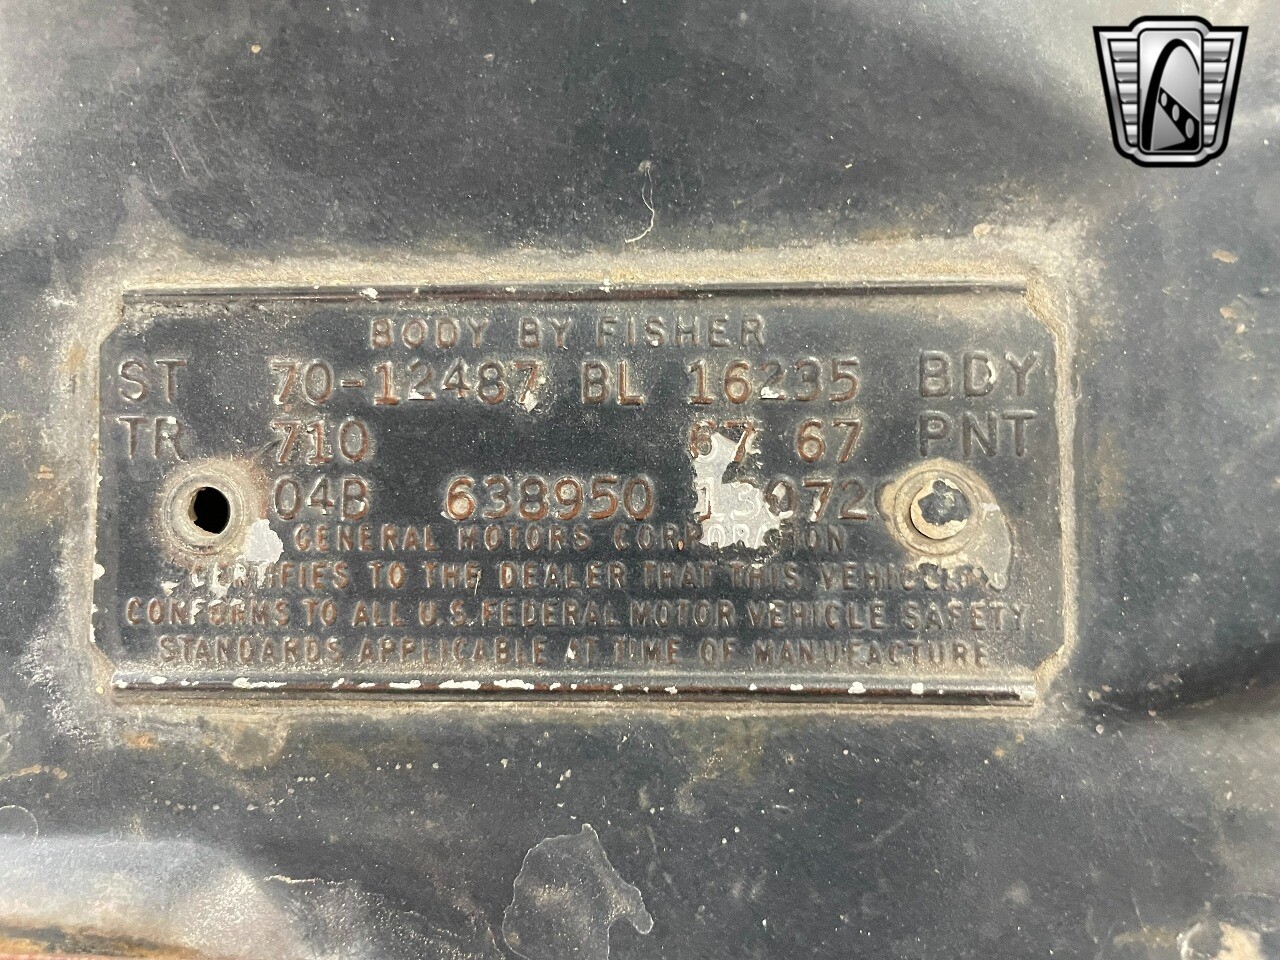 BODY BY FISHER
ST 70-12487 BL 16235 BDY
TR 710 67 67 PNT
04B 638950 13072
GENERAL MOTORS CORPORATION
CERTIFIES TO THE DEALER THAT THIS VEHICLE
CONFORMS TO ALL U.S. FEDERAL MOTOR VEHICLE SAFETY
STANDARDS APPLICABLE AT TIME OF MANUFACTURE